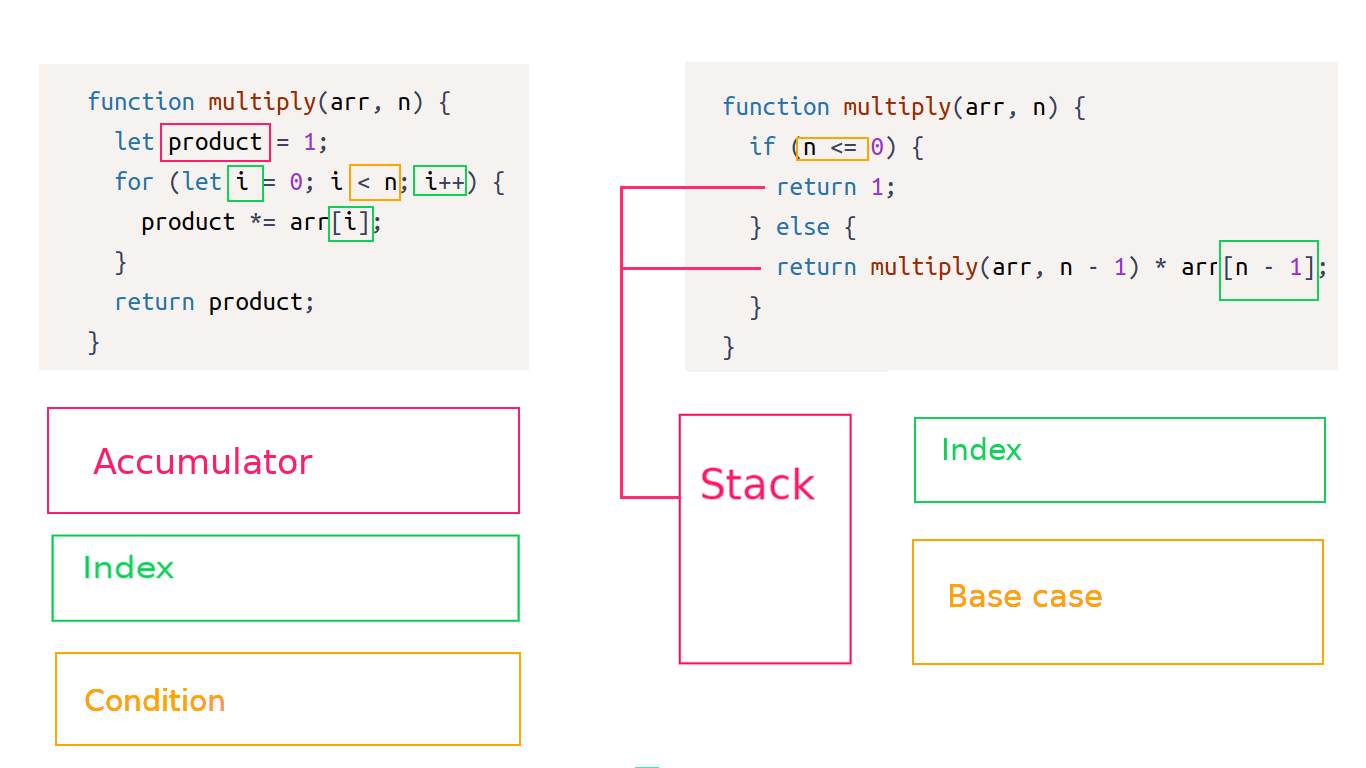 function multiply(arr, n) {
let product = 1;
for (let i = 0; i < n; i++) {
product *= arr[i];
}
return product;
}
function multiply(arr, n) {
if (n <= 0) {
return 1;
} else {
return multiply(arr, n - 1) * arr[n - 1];
}
}
Accumulator
Index
Condition
Stack
Index
Base case